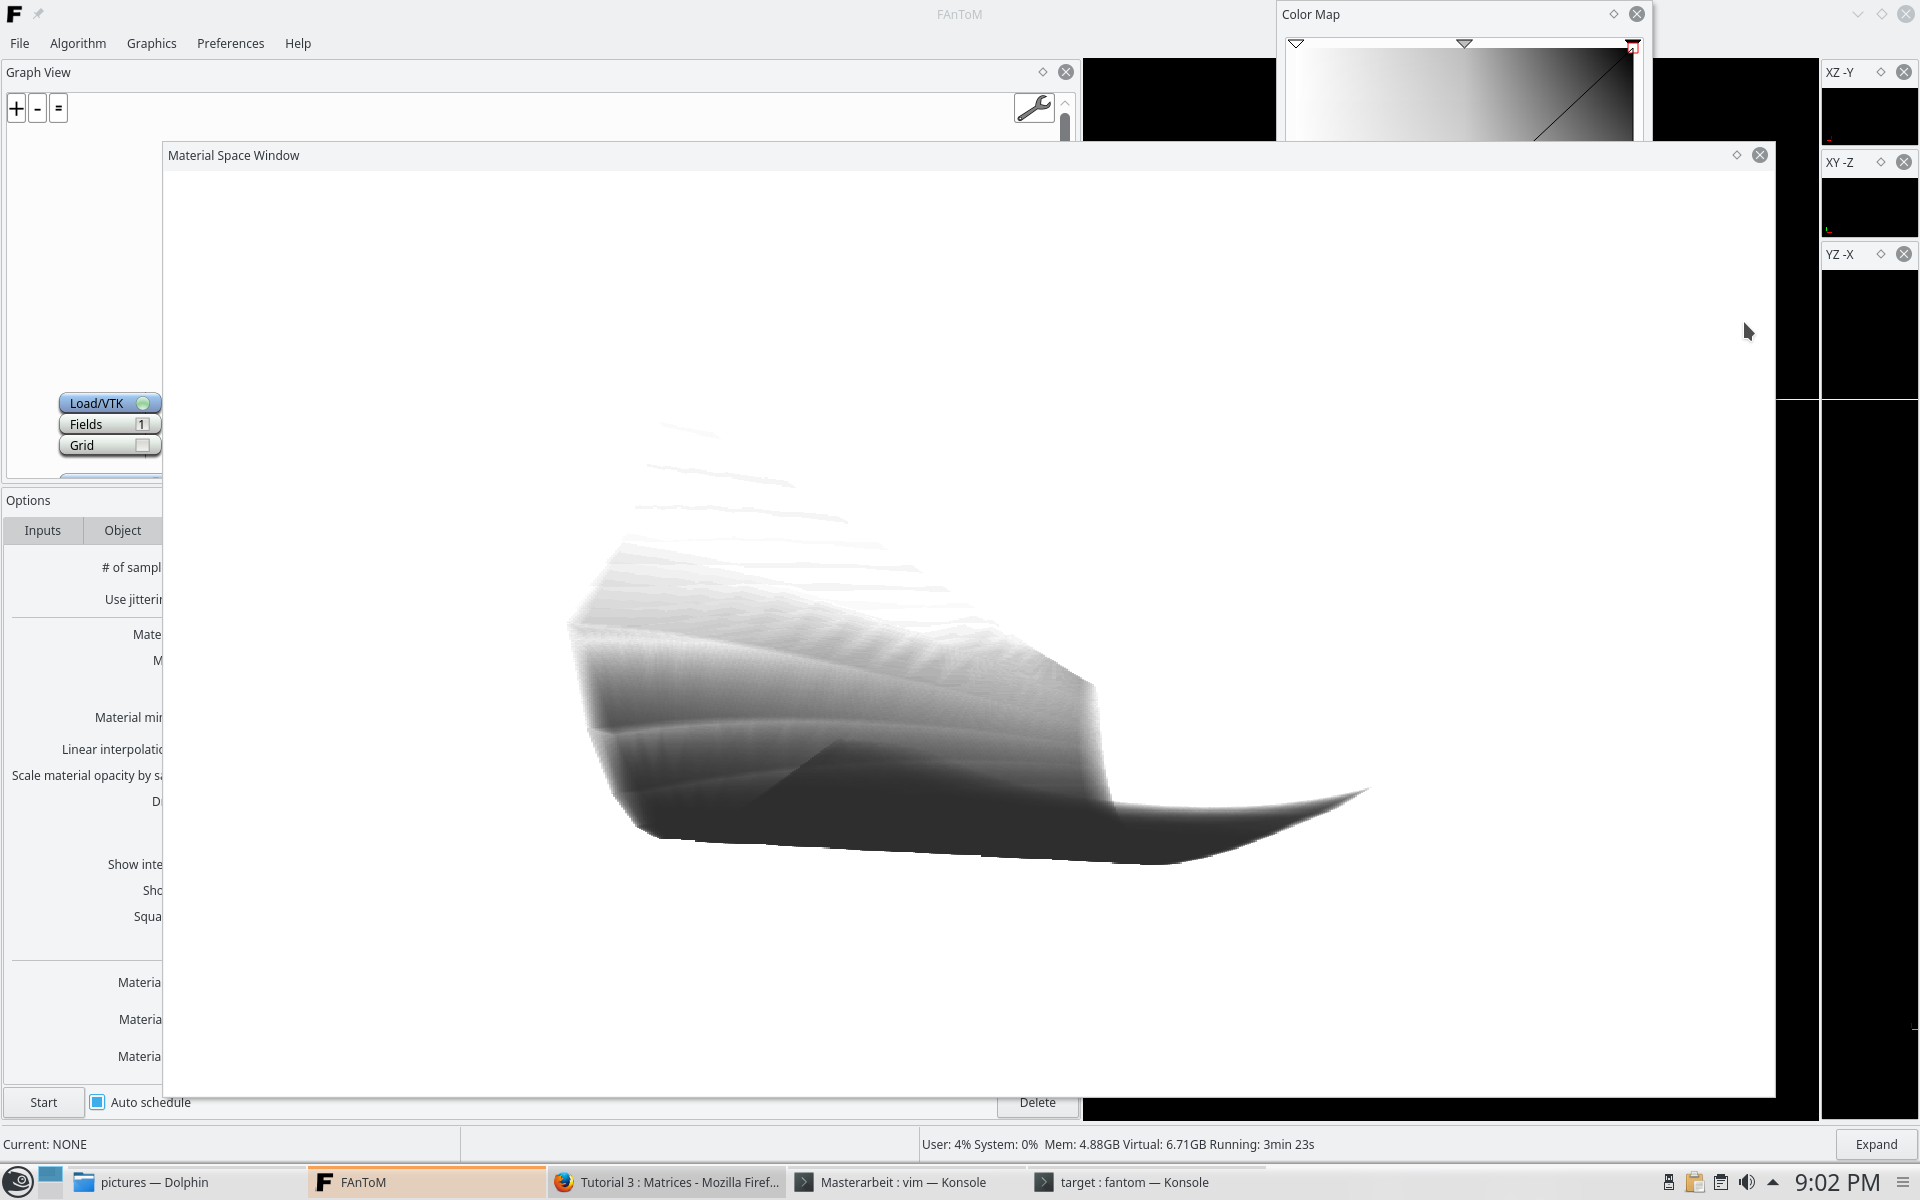 FAnToM
Color Map
File Algorithm Graphics Preferences Help
Graph View
XZ -Y
+ - =
Material Space Window
XY -Z
YZ -X
Load/VTK
Fields 1
Grid
Options
Inputs Object
# of sampl
Use jitterin
Mate
M
Material min
Linear interpolatio
Scale material opacity by sa
D
Show inte
Sho
Squa
Materia
Materia
Materia
Start Auto schedule Delete
Current: NONE User: 4% System: 0% Mem: 4.88GB Virtual: 6.71GB Running: 3min 23s Expand
pictures — Dolphin F FAnToM Tutorial 3 : Matrices - Mozilla Firef... Masterarbeit : vim — Konsole target : fantom — Konsole 9:02 PM